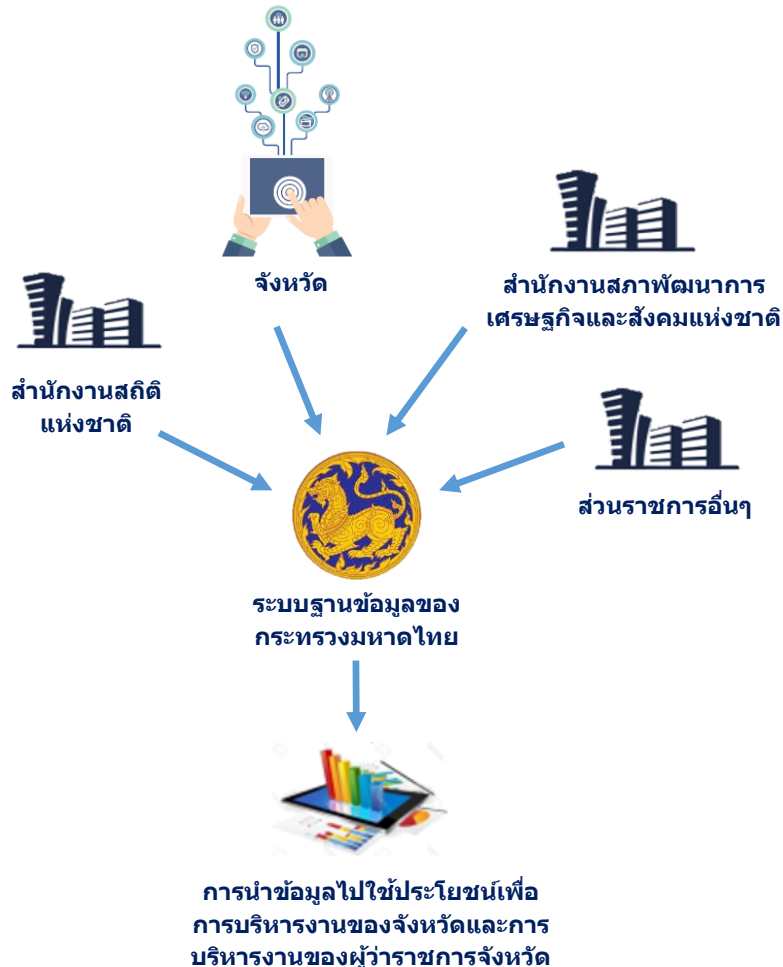 จังหวัด
สำนักงานสภาพัฒนาการ
เศรษฐกิจและสังคมแห่งชาติ
สำนักงานสถิติ
แห่งชาติ
ส่วนราชการอื่นๆ
ระบบฐานข้อมูลของ
กระทรวงมหาดไทย
การนำข้อมูลไปใช้ประโยชน์เพื่อ
การบริหารงานของจังหวัดและการ
บริหารงานของผู้ว่าราชการจังหวัด